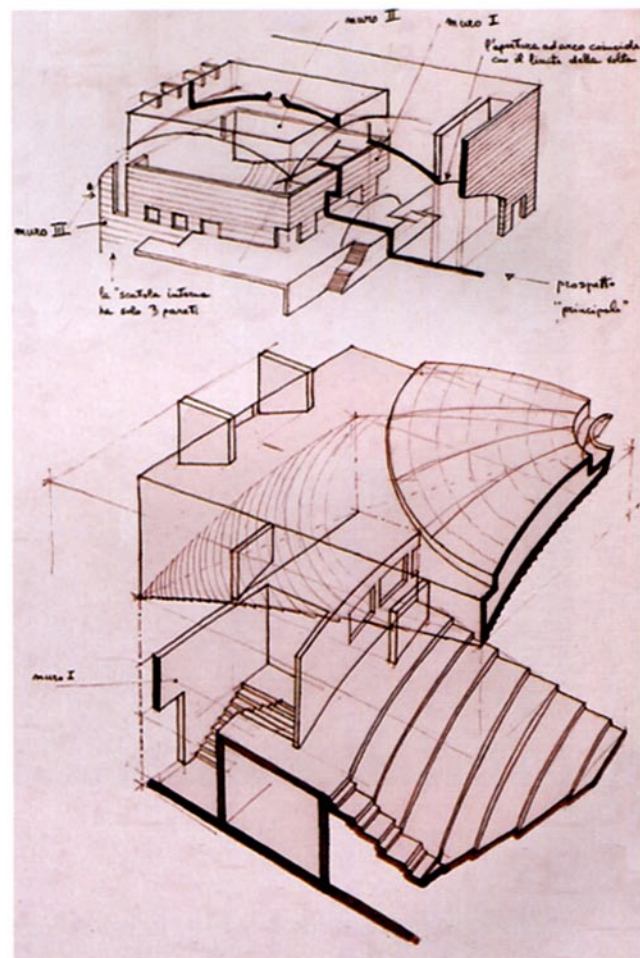 muro II
muro I
l'apertura ad arco coincide
con il limite della volta
muro III
la "scatola interna
ha solo 3 pareti
prospetto
"principale"
muro I